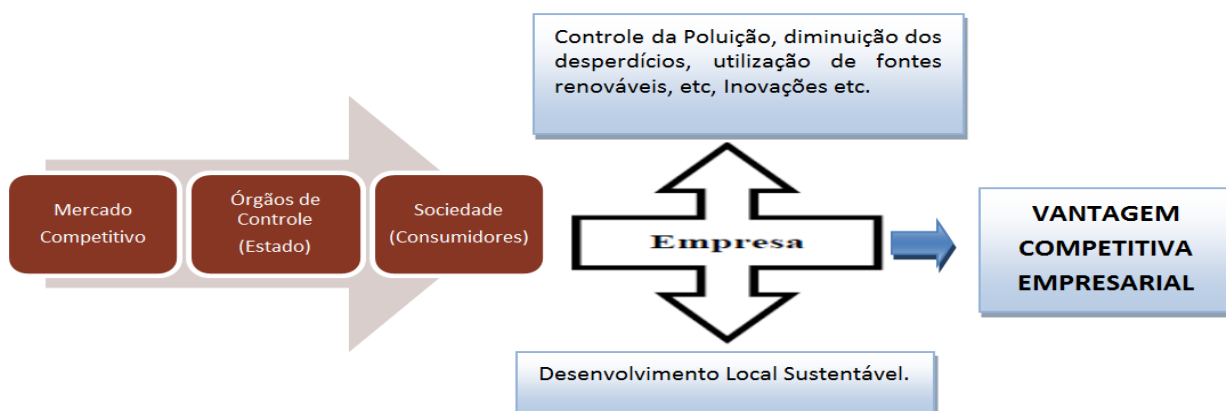 Controle da Poluição, diminuição dos
desperdícios, utilização de fontes
renováveis, etc, Inovações etc.
Mercado
Competitivo
Órgãos de
Controle
(Estado)
Sociedade
(Consumidores)
Empresa
VANTAGEM
COMPETITIVA
EMPRESARIAL
Desenvolvimento Local Sustentável.